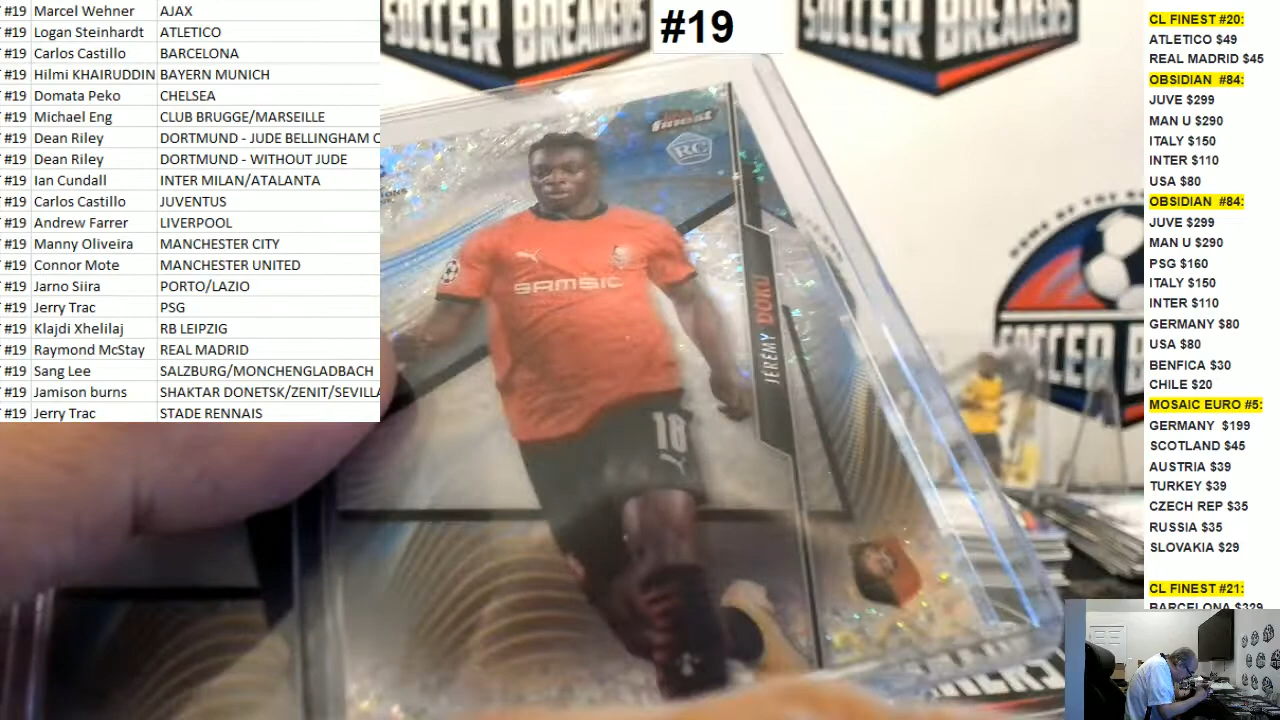 #19 Marcel Wehner AJAX
#19 Logan Steinhardt ATLETICO
#19 Carlos Castillo BARCELONA
#19 Hilmi KHAIRUDDIN BAYERN MUNICH
#19 Domata Peko CHELSEA
#19 Michael Eng CLUB BRUGGE/MARSEILLE
#19 Dean Riley DORTMUND - JUDE BELLINGHAM C
#19 Dean Riley DORTMUND - WITHOUT JUDE
#19 Ian Cundall INTER MILAN/ATALANTA
#19 Carlos Castillo JUVENTUS
#19 Andrew Farrer LIVERPOOL
#19 Manny Oliveira MANCHESTER CITY
#19 Connor Mote MANCHESTER UNITED
#19 Jarno Siira PORTO/LAZIO
#19 Jerry Trac PSG
#19 Klajdi Xhelilaj RB LEIPZIG
#19 Raymond McStay REAL MADRID
#19 Sang Lee SALZBURG/MONCHENGLADBACH
#19 Jamison burns SHAKTAR DONETSK/ZENIT/SEVILLA
#19 Jerry Trac STADE RENNAIS
SOCCER BREAKERS
#19
finest
RC
SAMSIC
18
JÉRÉMY DOKU
HOME OF THE
SOCCER B
CL FINEST #20:
ATLETICO $49
REAL MADRID $45
OBSIDIAN #84:
JUVE $299
MAN U $290
ITALY $150
INTER $110
USA $80
OBSIDIAN #84:
JUVE $299
MAN U $290
PSG $160
ITALY $150
INTER $110
GERMANY $80
USA $80
BENFICA $30
CHILE $20
MOSAIC EURO #5:
GERMANY $199
SCOTLAND $45
AUSTRIA $39
TURKEY $39
CZECH REP $35
RUSSIA $35
SLOVAKIA $29
CL FINEST #21:
BARCELONA $329